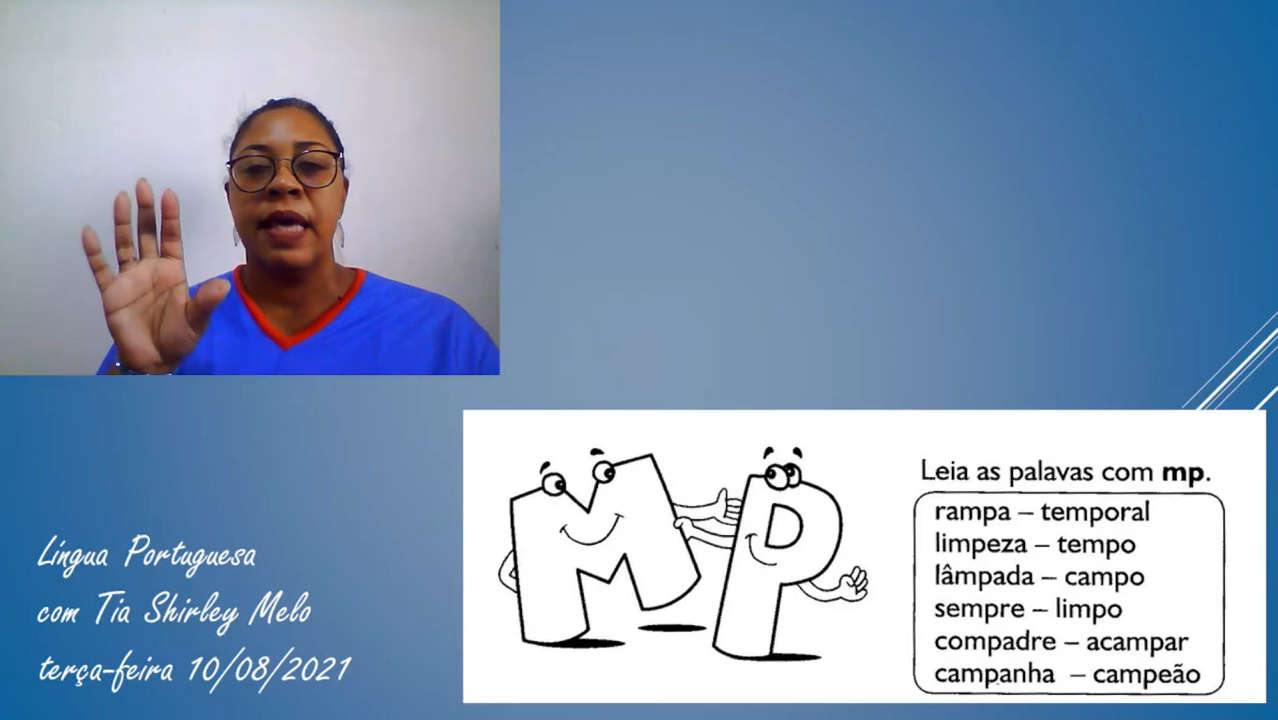 Língua Portuguesa
com Tia Shirley Melo
terça-feira 10/08/2021
Leia as palavas com mp.
rampa – temporal
limpeza – tempo
lâmpada – campo
sempre – limpo
compadre – acampar
campanha – campeão